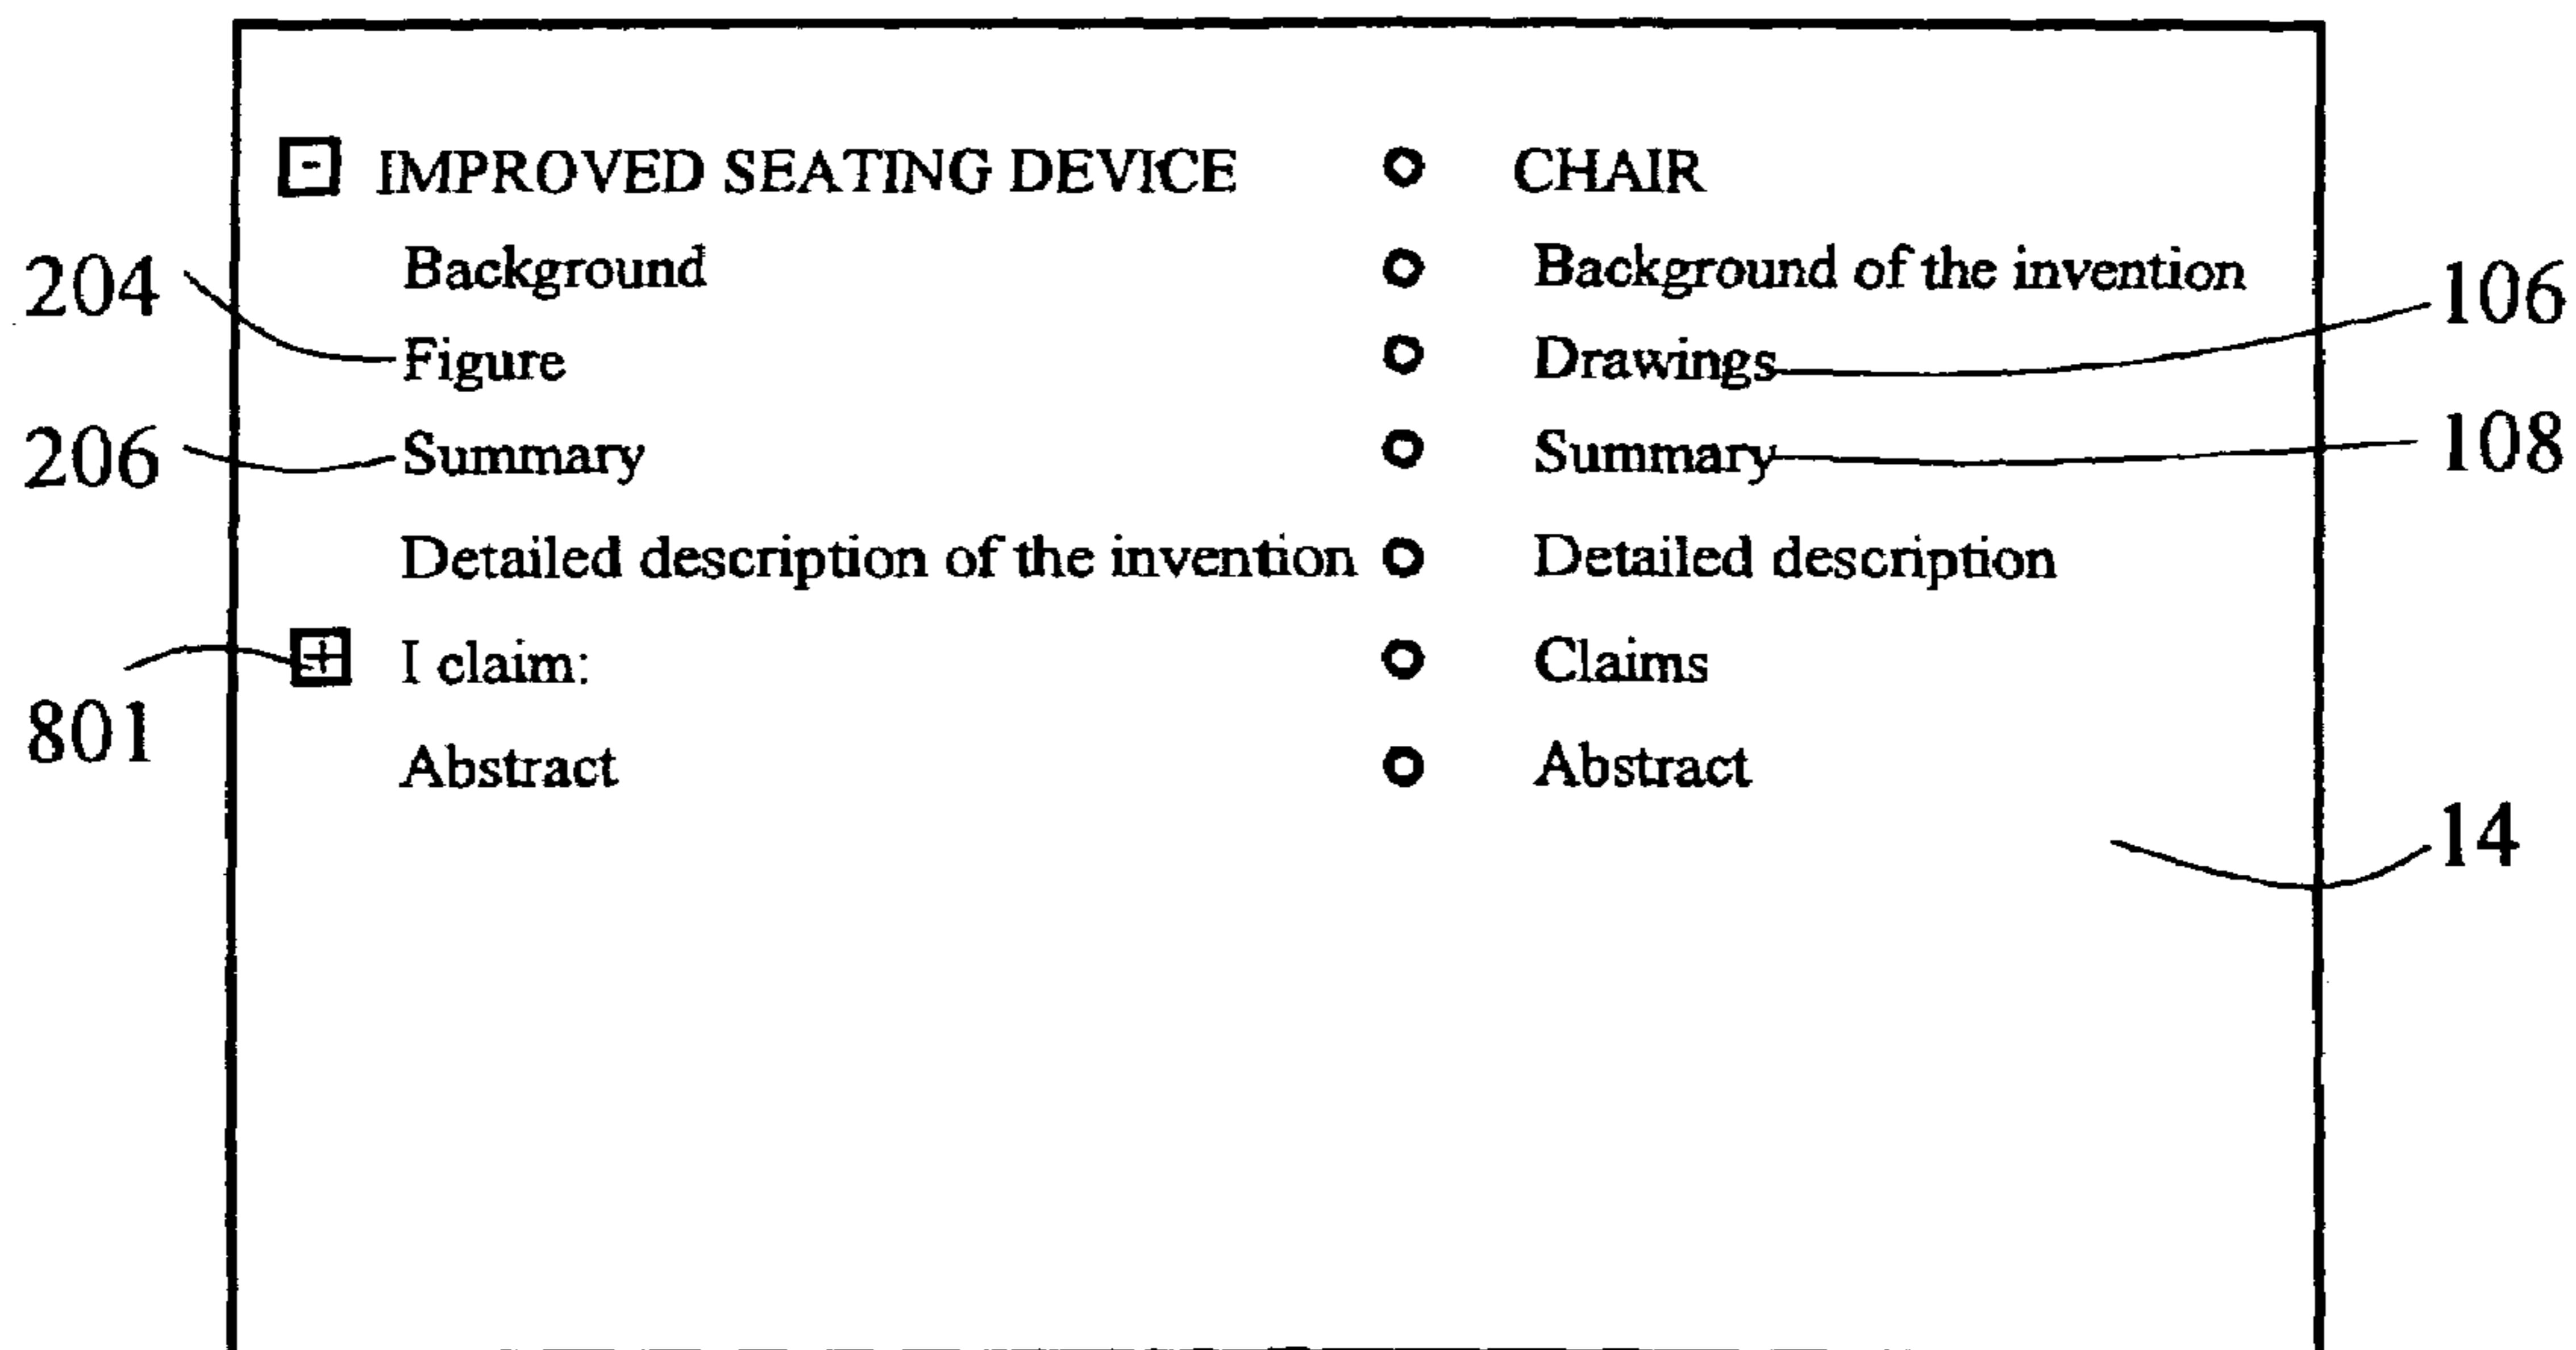 - IMPROVED SEATING DEVICE CHAIR
Background Background of the invention
204 Figure Drawings 106
206 Summary Summary 108
Detailed description of the invention Detailed description
801 + I claim: Claims
Abstract Abstract
14